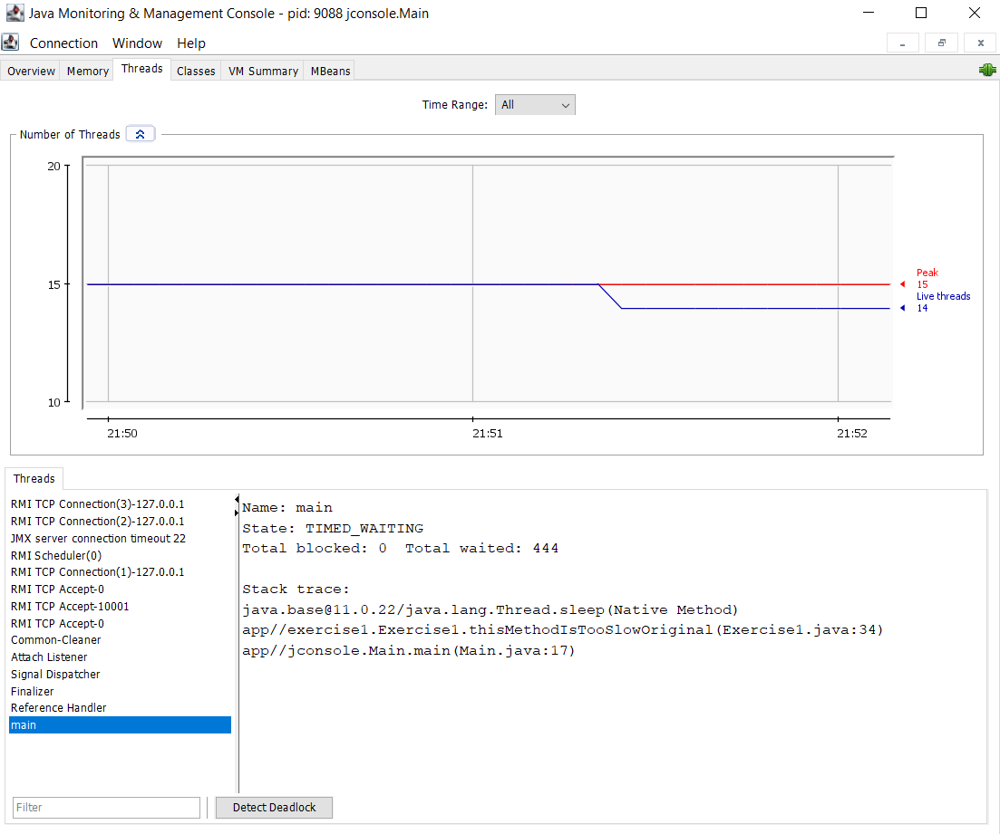 Java Monitoring & Management Console - pid: 9088 jconsole.Main
Connection Window Help
Overview Memory Threads Classes VM Summary MBeans
Time Range: All
Number of Threads
20
15
10
Peak
15
Live threads
14
21:50 21:51 21:52
Threads
RMI TCP Connection(3)-127.0.0.1
RMI TCP Connection(2)-127.0.0.1
JMX server connection timeout 22
RMI Scheduler(0)
RMI TCP Connection(1)-127.0.0.1
RMI TCP Accept-0
RMI TCP Accept-10001
RMI TCP Accept-0
Common-Cleaner
Attach Listener
Signal Dispatcher
Finalizer
Reference Handler
main
Name: main
State: TIMED_WAITING
Total blocked: 0  Total waited: 444
Stack trace:
java.base@11.0.22/java.lang.Thread.sleep(Native Method)
app//exercise1.Exercise1.thisMethodIsTooSlowOriginal(Exercise1.java:34)
app//jconsole.Main.main(Main.java:17)
Filter
Detect Deadlock